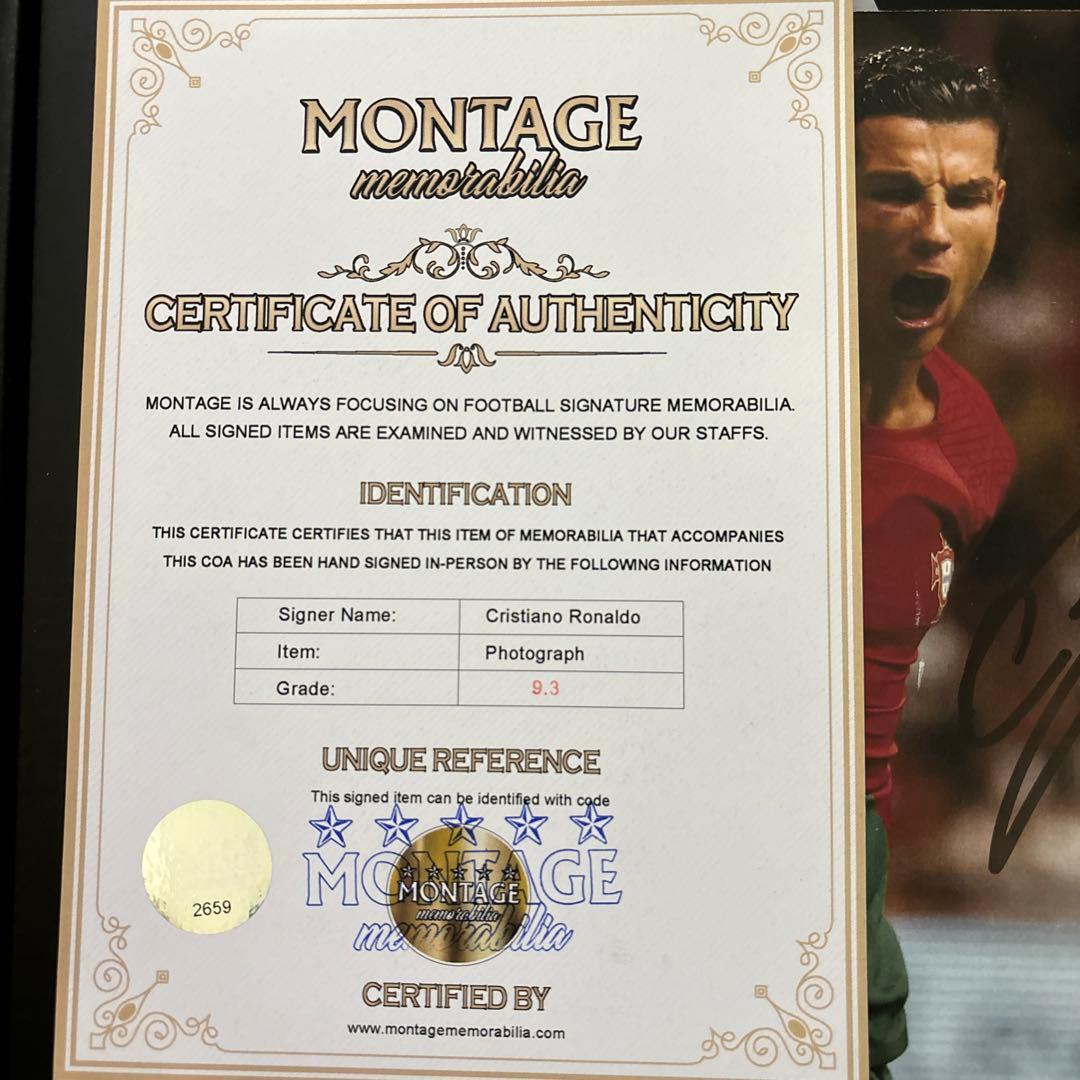 MONTAGE
memorabilia
CERTIFICATE OF AUTHENTICITY
MONTAGE IS ALWAYS FOCUSING ON FOOTBALL SIGNATURE MEMORABILIA.
ALL SIGNED ITEMS ARE EXAMINED AND WITNESSED BY OUR STAFFS.
IDENTIFICATION
THIS CERTIFICATE CERTIFIES THAT THIS ITEM OF MEMORABILIA THAT ACCOMPANIES
THIS COA HAS BEEN HAND SIGNED IN-PERSON BY THE FOLLOWING INFORMATION
Signer Name: Cristiano Ronaldo
Item: Photograph
Grade: 9.3
UNIQUE REFERENCE
This signed item can be identified with code
MONTAGE
memorabilia
MONTAGE
memorabilia
2659
CERTIFIED BY
www.montagememorabilia.com